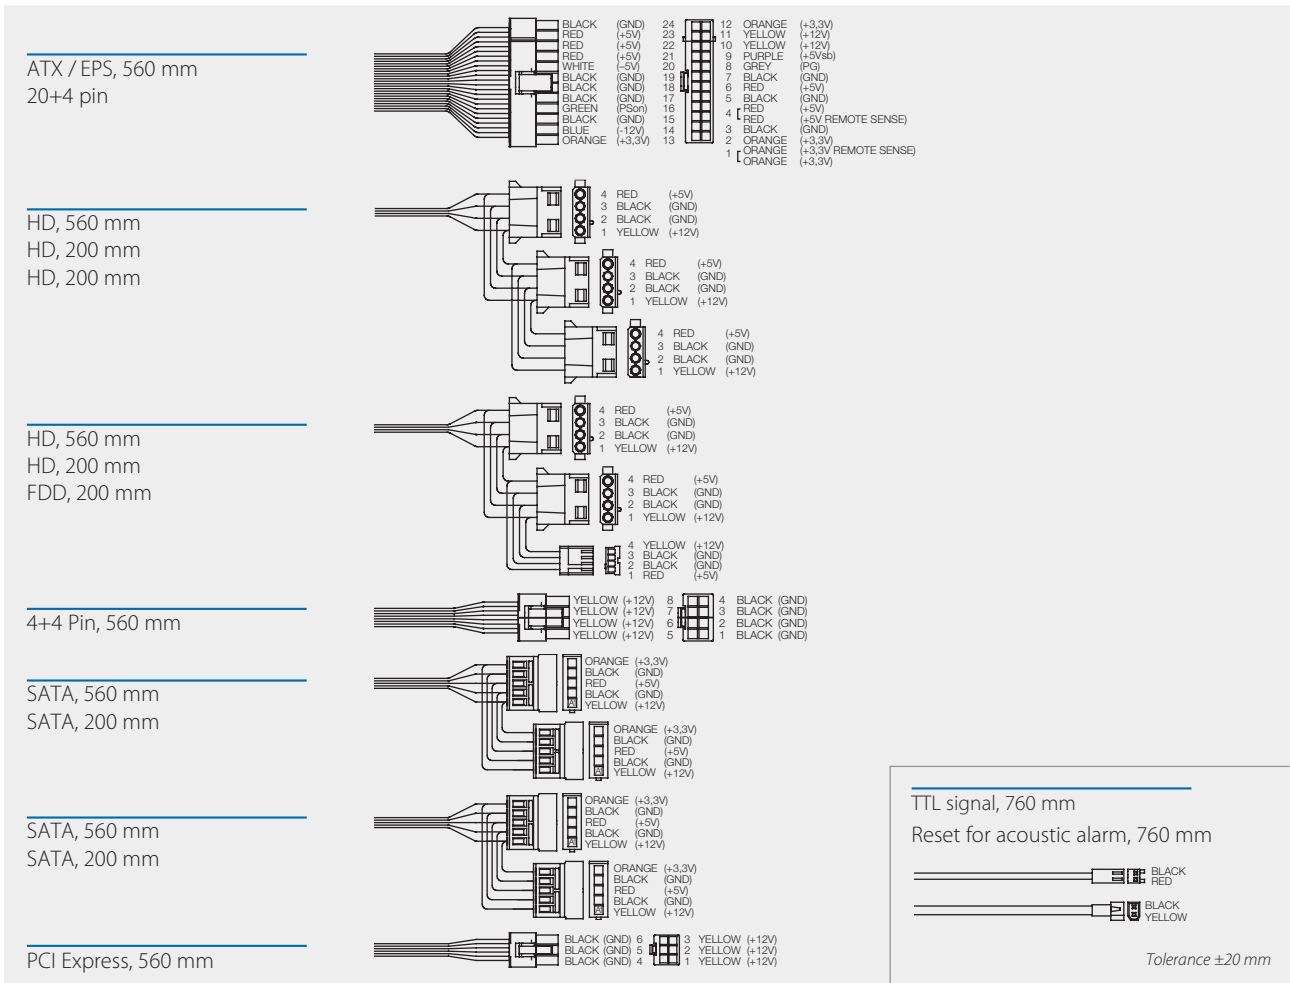 ATX / EPS, 560 mm
20+4 pin
BLACK (GND) 24
RED (+5V) 23
RED (+5V) 22
RED (+5V) 21
WHITE (–5V) 20
BLACK (GND) 19
BLACK (GND) 18
BLACK (GND) 17
GREEN (PSon) 16
BLACK (GND) 15
BLUE (-12V) 14
ORANGE (+3,3V) 13
12 ORANGE (+3,3V)
11 YELLOW (+12V)
10 YELLOW (+12V)
9 PURPLE (+5Vsb)
8 GREY (PG)
7 BLACK (GND)
6 RED (+5V)
5 BLACK (GND)
4 RED (+5V)
RED (+5V REMOTE SENSE)
3 BLACK (GND)
2 ORANGE (+3,3V)
1 ORANGE (+3,3V REMOTE SENSE)
ORANGE (+3,3V)
HD, 560 mm
HD, 200 mm
HD, 200 mm
4 RED (+5V)
3 BLACK (GND)
2 BLACK (GND)
1 YELLOW (+12V)
4 RED (+5V)
3 BLACK (GND)
2 BLACK (GND)
1 YELLOW (+12V)
4 RED (+5V)
3 BLACK (GND)
2 BLACK (GND)
1 YELLOW (+12V)
HD, 560 mm
HD, 200 mm
FDD, 200 mm
4 RED (+5V)
3 BLACK (GND)
2 BLACK (GND)
1 YELLOW (+12V)
4 RED (+5V)
3 BLACK (GND)
2 BLACK (GND)
1 YELLOW (+12V)
4 YELLOW (+12V)
3 BLACK (GND)
2 BLACK (GND)
1 RED (+5V)
4+4 Pin, 560 mm
YELLOW (+12V) 8 4 BLACK (GND)
YELLOW (+12V) 7 3 BLACK (GND)
YELLOW (+12V) 6 2 BLACK (GND)
YELLOW (+12V) 5 1 BLACK (GND)
SATA, 560 mm
SATA, 200 mm
ORANGE (+3,3V)
BLACK (GND)
RED (+5V)
BLACK (GND)
YELLOW (+12V)
ORANGE (+3,3V)
BLACK (GND)
RED (+5V)
BLACK (GND)
YELLOW (+12V)
SATA, 560 mm
SATA, 200 mm
ORANGE (+3,3V)
BLACK (GND)
RED (+5V)
BLACK (GND)
YELLOW (+12V)
ORANGE (+3,3V)
BLACK (GND)
RED (+5V)
BLACK (GND)
YELLOW (+12V)
PCI Express, 560 mm
BLACK (GND) 6 3 YELLOW (+12V)
BLACK (GND) 5 2 YELLOW (+12V)
BLACK (GND) 4 1 YELLOW (+12V)
TTL signal, 760 mm
Reset for acoustic alarm, 760 mm
BLACK
RED
BLACK
YELLOW
Tolerance ±20 mm